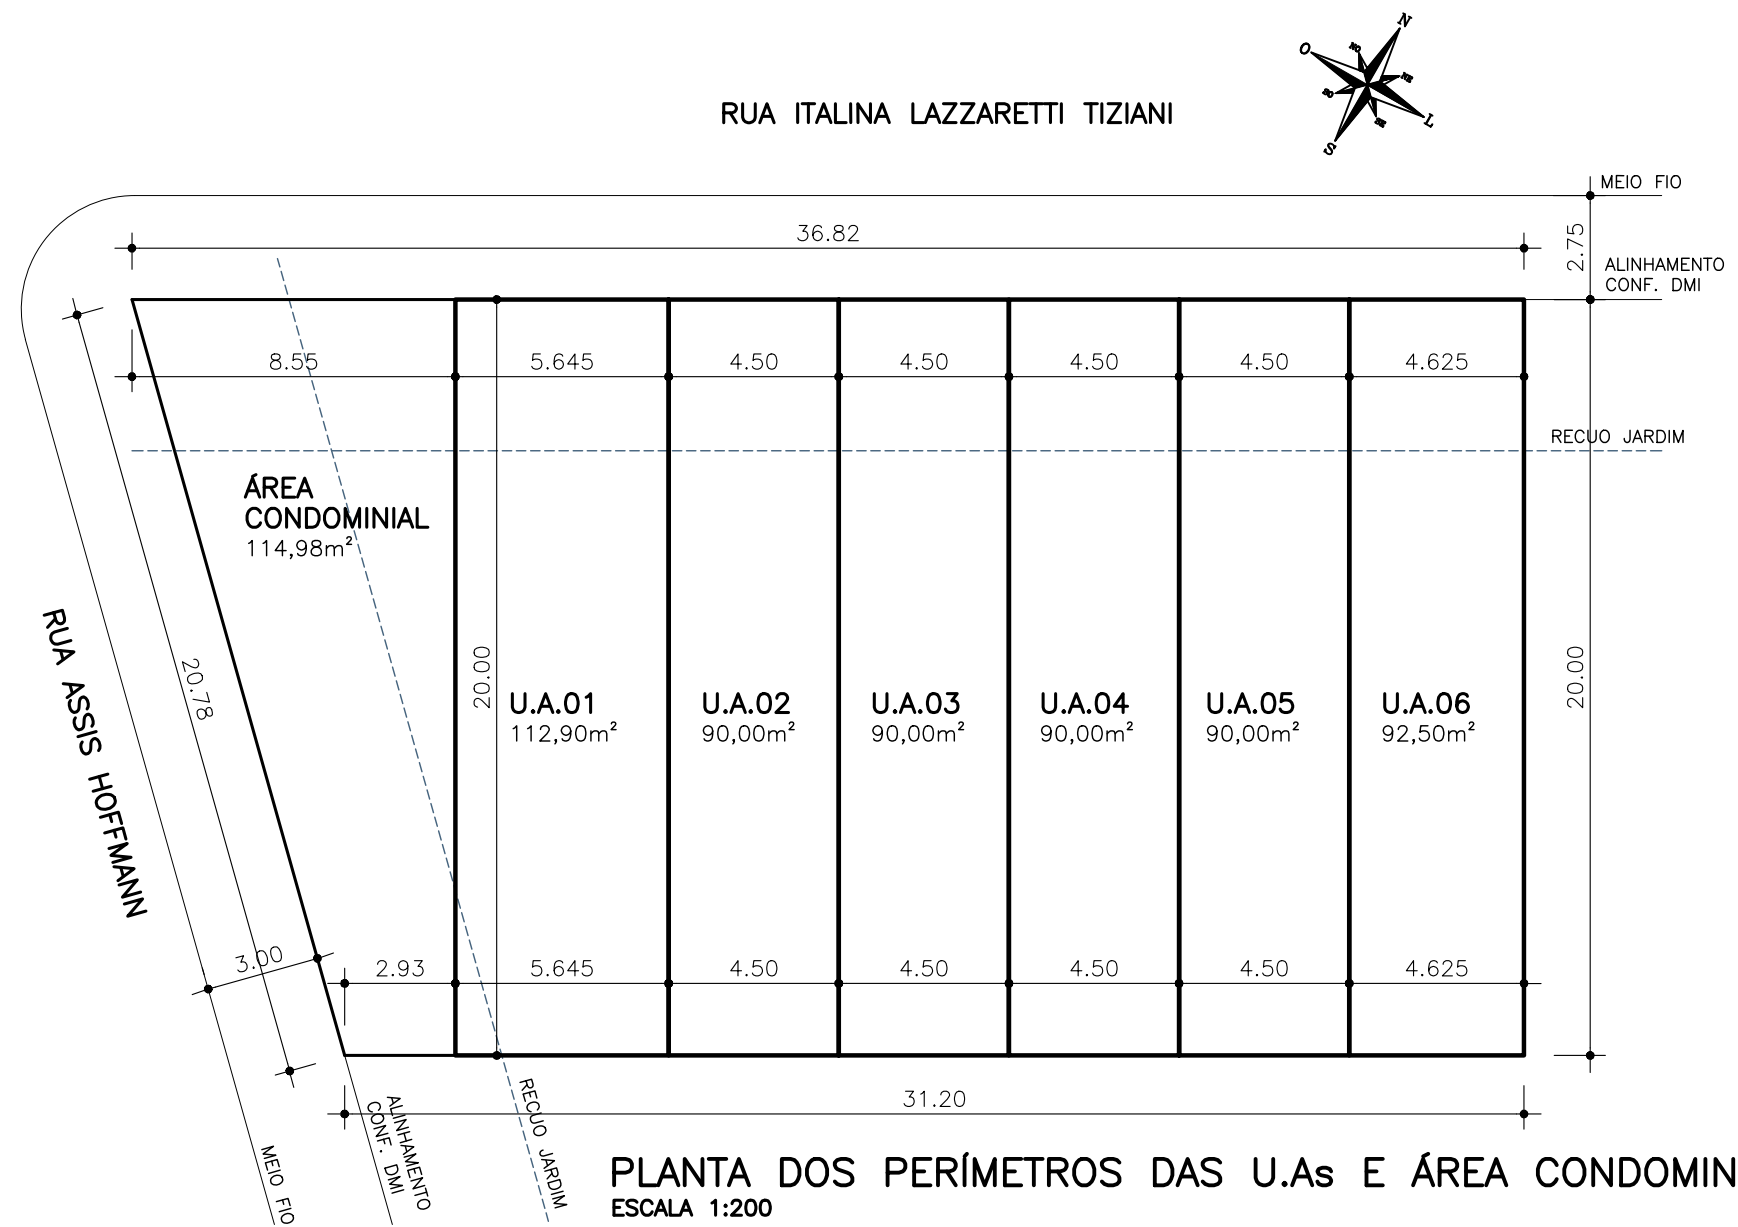 N
NO
O
NE
SO
L
SE
S
RUA ITALINA LAZZARETTI TIZIANI
MEIO FIO
36.82
2.75
ALINHAMENTO
CONF. DMI
8.55
5.645
4.50
4.50
4.50
4.50
4.625
RECUO JARDIM
ÁREA
CONDOMINIAL
114,98m²
RUA ASSIS HOFFMANN
20.78
20.00
20.00
U.A.01
112,90m²
U.A.02
90,00m²
U.A.03
90,00m²
U.A.04
90,00m²
U.A.05
90,00m²
U.A.06
92,50m²
3.00
2.93
5.645
4.50
4.50
4.50
4.50
4.625
31.20
MEIO FIO
ALINHAMENTO
CONF. DMI
RECUO JARDIM
PLANTA DOS PERÍMETROS DAS U.As E ÁREA CONDOMIN
ESCALA 1:200